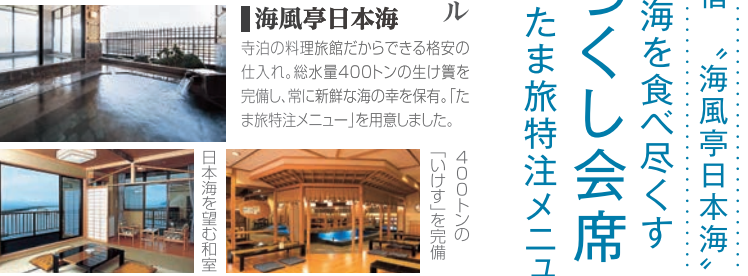 宿 〝海風亭日本海〟
海を食べ尽くす
づくし会席
たま旅特注メニュ
ル
海風亭日本海
寺泊の料理旅館だからできる格安の
仕入れ。総水量400トンの生け簀を
完備し、常に新鮮な海の幸を保有。「た
ま旅特注メニュー」を用意しました。
日本海を望む和室
400トンの
「いけす」を完備